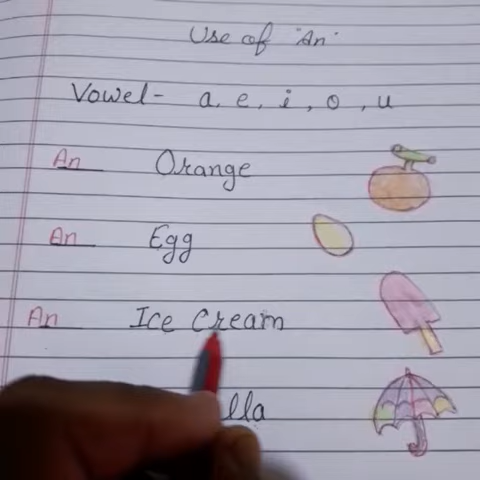 Use of "An"
Vowel- a, e, i, o, u
An Orange
An Egg
An Ice Cream
lla